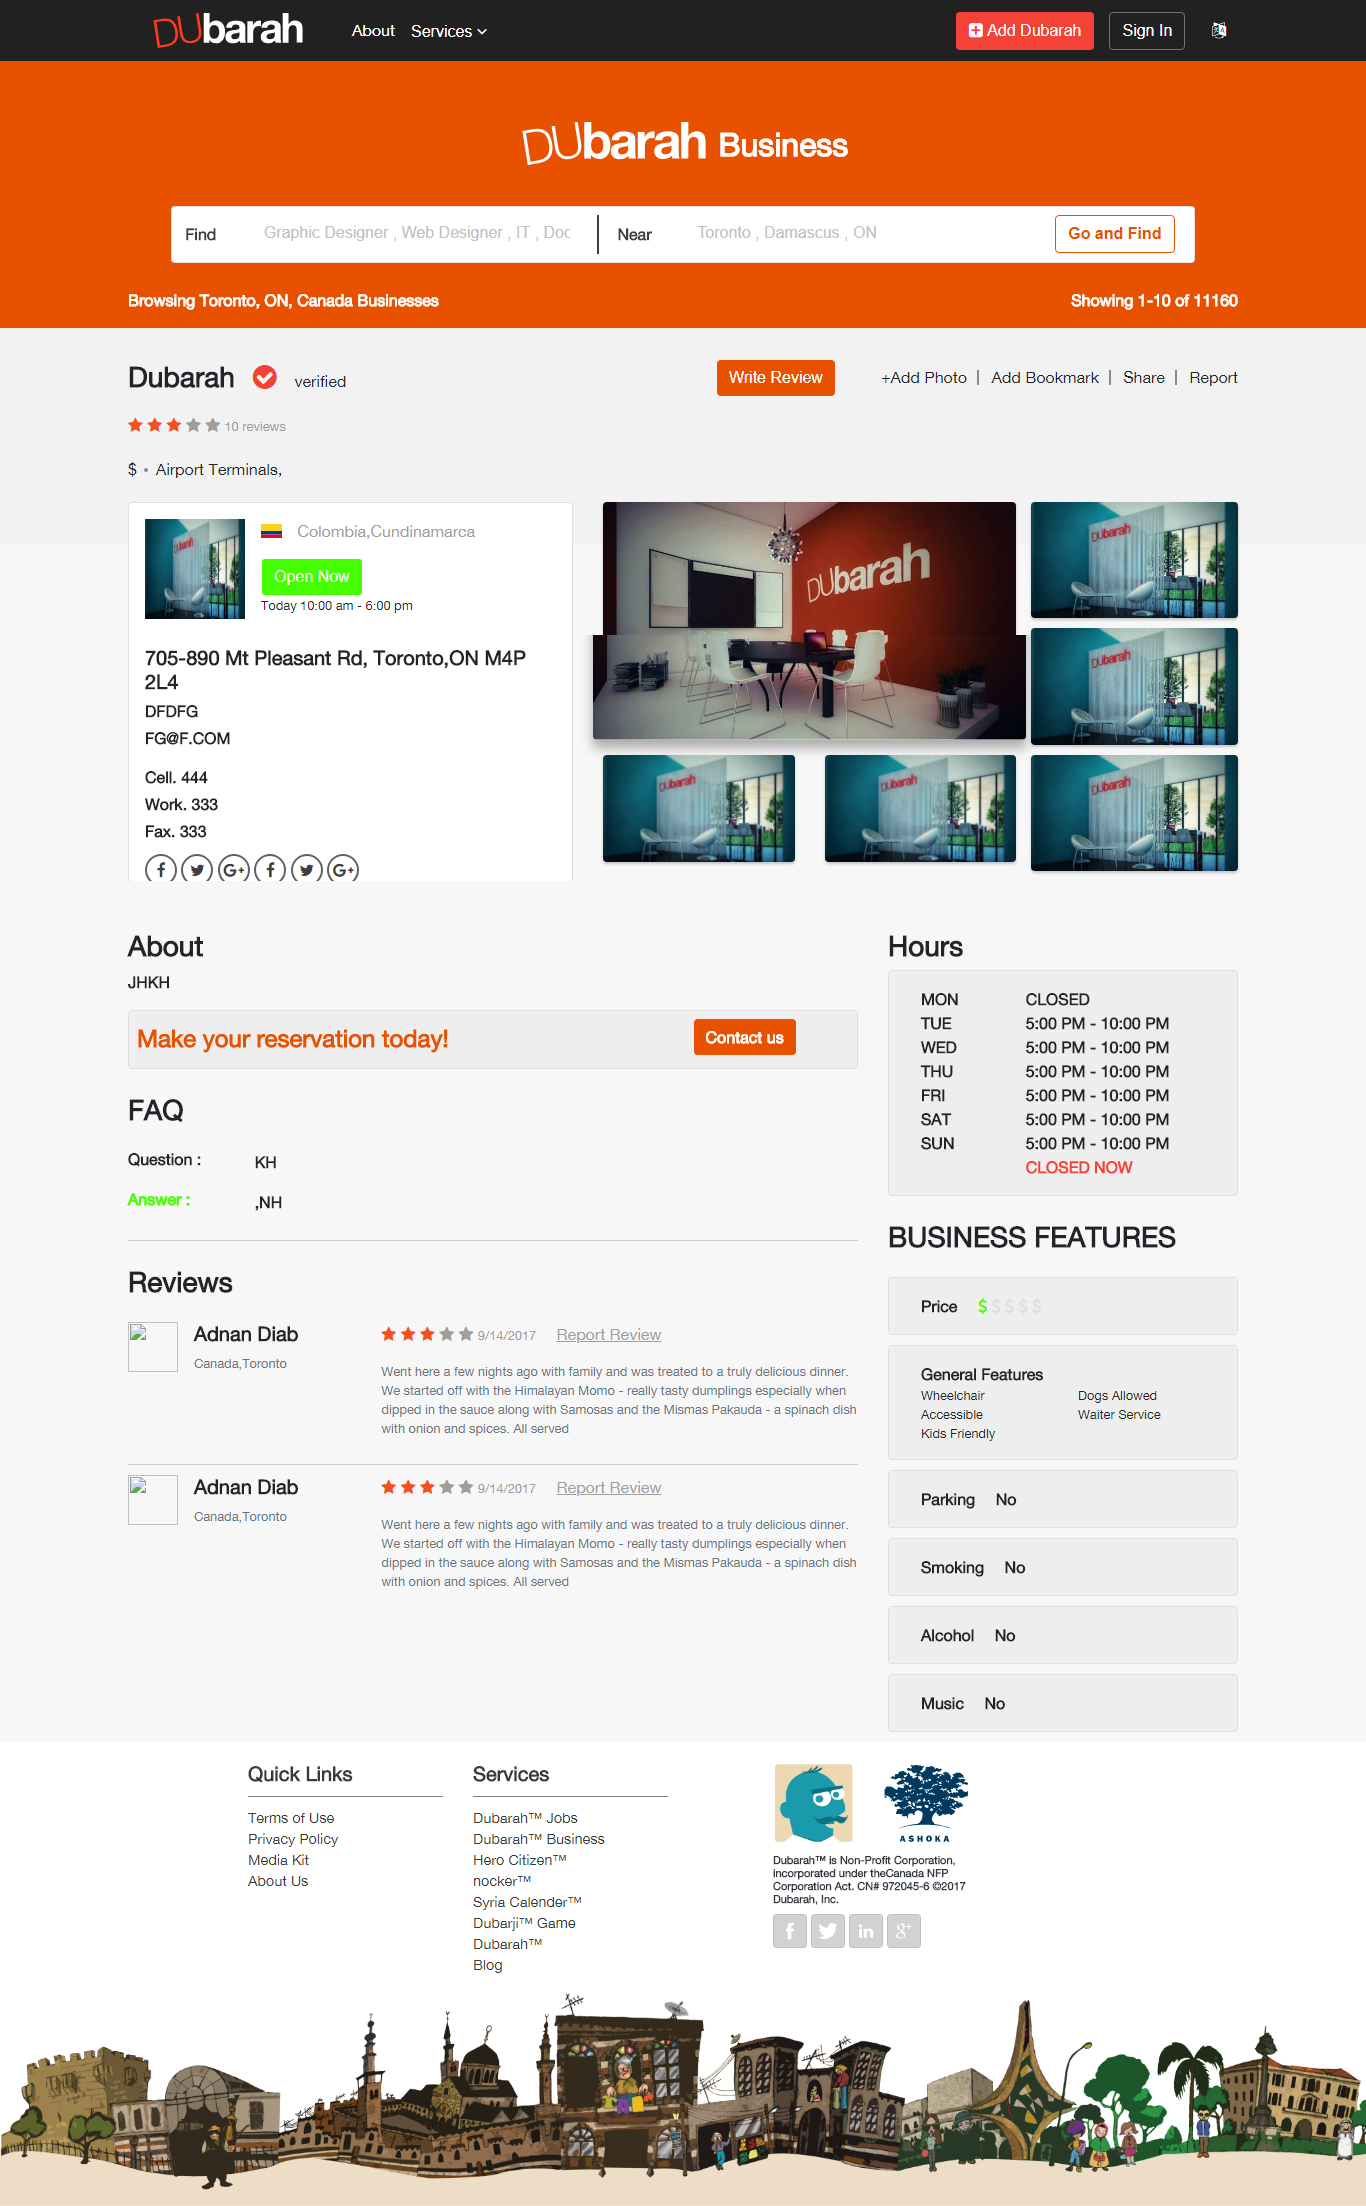 DUbarah
About
Services
Add Dubarah
Sign In
DUbarah Business
Find
Graphic Designer , Web Designer , IT , Doc
Near
Toronto , Damascus , ON
Go and Find
Browsing Toronto, ON, Canada Businesses
Showing 1-10 of 11160
Dubarah
verified
Write Review
+Add Photo | Add Bookmark | Share | Report
10 reviews
$ • Airport Terminals,
DUbarah
Colombia,Cundinamarca
Open Now
Today 10:00 am - 6:00 pm
705-890 Mt Pleasant Rd, Toronto,ON M4P
2L4
DFDFG
FG@F.COM
Cell. 444
Work. 333
Fax. 333
DUbarah
DUbarah
DUbarah
DUbarah
DUbarah
DUbarah
About
JHKH
Make your reservation today!
Contact us
FAQ
Question :
KH
Answer :
,NH
Reviews
Adnan Diab
Canada,Toronto
9/14/2017
Report Review
Went here a few nights ago with family and was treated to a truly delicious dinner.
We started off with the Himalayan Momo - really tasty dumplings especially when
dipped in the sauce along with Samosas and the Mismas Pakauda - a spinach dish
with onion and spices. All served
Adnan Diab
Canada,Toronto
9/14/2017
Report Review
Went here a few nights ago with family and was treated to a truly delicious dinner.
We started off with the Himalayan Momo - really tasty dumplings especially when
dipped in the sauce along with Samosas and the Mismas Pakauda - a spinach dish
with onion and spices. All served
Hours
MON CLOSED
TUE 5:00 PM - 10:00 PM
WED 5:00 PM - 10:00 PM
THU 5:00 PM - 10:00 PM
FRI 5:00 PM - 10:00 PM
SAT 5:00 PM - 10:00 PM
SUN 5:00 PM - 10:00 PM
CLOSED NOW
BUSINESS FEATURES
Price $ $ $ $ $
General Features
Wheelchair
Accessible
Kids Friendly
Dogs Allowed
Waiter Service
Parking No
Smoking No
Alcohol No
Music No
Quick Links
Terms of Use
Privacy Policy
Media Kit
About Us
Services
Dubarah™ Jobs
Dubarah™ Business
Hero Citizen™
nocker™
Syria Calender™
Dubarji™ Game
Dubarah™
Blog
ASHOKA
Dubarah™ is Non-Profit Corporation,
incorporated under theCanada NFP
Corporation Act. CN# 972045-6 ©2017
Dubarah, Inc.